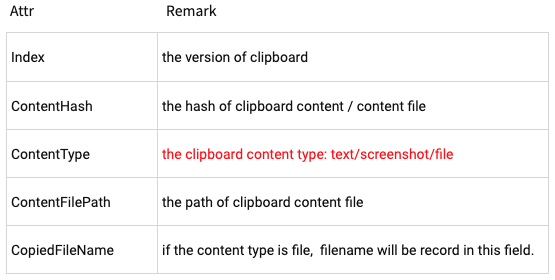 Attr Remark
Index the version of clipboard
ContentHash the hash of clipboard content / content file
ContentType the clipboard content type: text/screenshot/file
ContentFilePath the path of clipboard content file
CopiedFileName if the content type is file, filename will be record in this field.